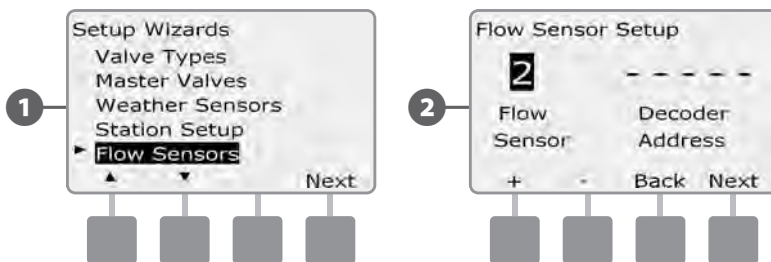 1
Setup Wizards
Valve Types
Master Valves
Weather Sensors
Station Setup
► Flow Sensors
▲ ▼ Next
2
Flow Sensor Setup
2 - - - - -
Flow Decoder
Sensor Address
+ - Back Next